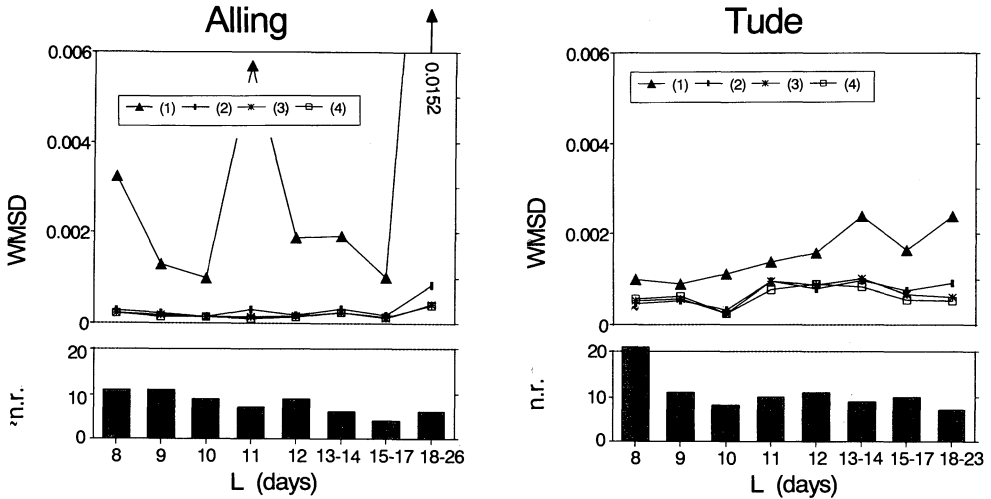 Alling
0.006
0.004
0.002
0
WMSD
(1) (2) (3) (4)
0.0152
20
10
0
n.r.
8 9 10 11 12 13-14 15-17 18-26
L (days)
Tude
0.006
0.004
0.002
0
WMSD
(1) (2) (3) (4)
20
10
0
n.r.
8 9 10 11 12 13-14 15-17 18-23
L (days)